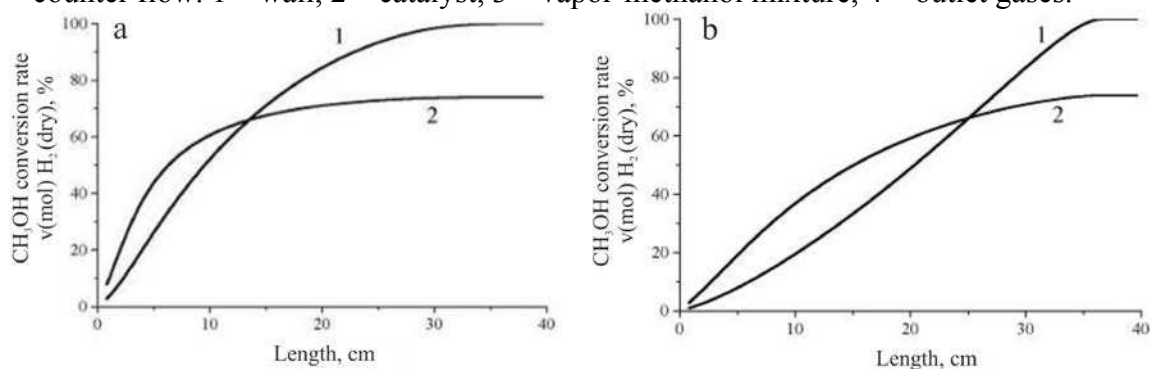 counter flow: 1 – wall; 2 – catalyst; 3 – vapor methanol mixture; 4 – outlet gases.
a
b
1
2
1
2
CH₃OH conversion rate
ν(mol) H₂(dry), %
CH₃OH conversion rate
ν(mol) H₂(dry), %
100
80
60
40
20
0
100
80
60
40
20
0
0 10 20 30 40
0 10 20 30 40
Length, cm
Length, cm